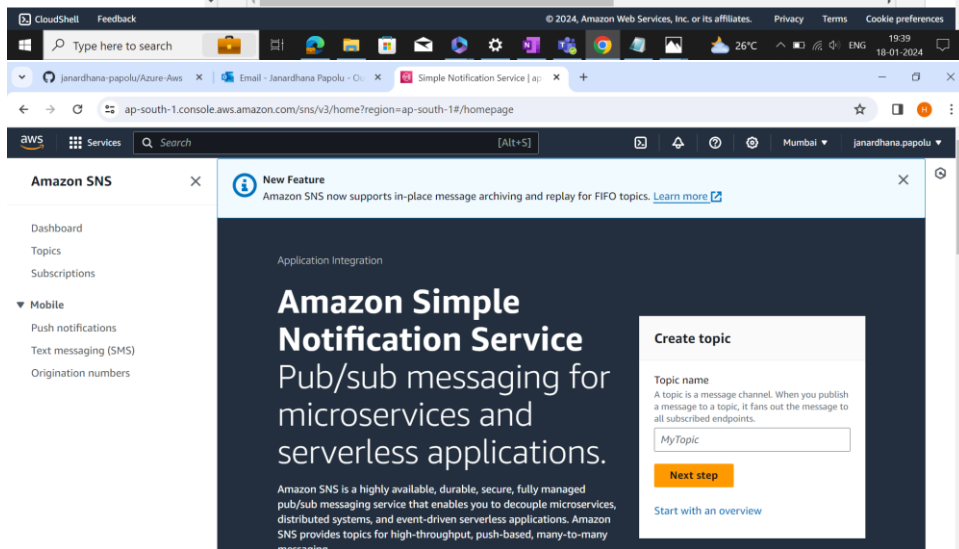 CloudShell Feedback © 2024, Amazon Web Services, Inc. or its affiliates. Privacy Terms Cookie preferences
Type here to search 26°C ENG 19:39
18-01-2024
janardhana-papolu/Azure-Aws Email - Janardhana Papolu - Ou Simple Notification Service | ap
ap-south-1.console.aws.amazon.com/sns/v3/home?region=ap-south-1#/homepage H
aws Services Search [Alt+S] Mumbai janardhana.papolu
Amazon SNS
Dashboard
Topics
Subscriptions
Mobile
Push notifications
Text messaging (SMS)
Origination numbers
New Feature
Amazon SNS now supports in-place message archiving and replay for FIFO topics. Learn more
Application Integration
Amazon Simple
Notification Service
Pub/sub messaging for
microservices and
serverless applications.
Amazon SNS is a highly available, durable, secure, fully managed
pub/sub messaging service that enables you to decouple microservices,
distributed systems, and event-driven serverless applications. Amazon
SNS provides topics for high-throughput, push-based, many-to-many
messaging
Create topic
Topic name
A topic is a message channel. When you publish
a message to a topic, it fans out the message to
all subscribed endpoints.
MyTopic
Next step
Start with an overview